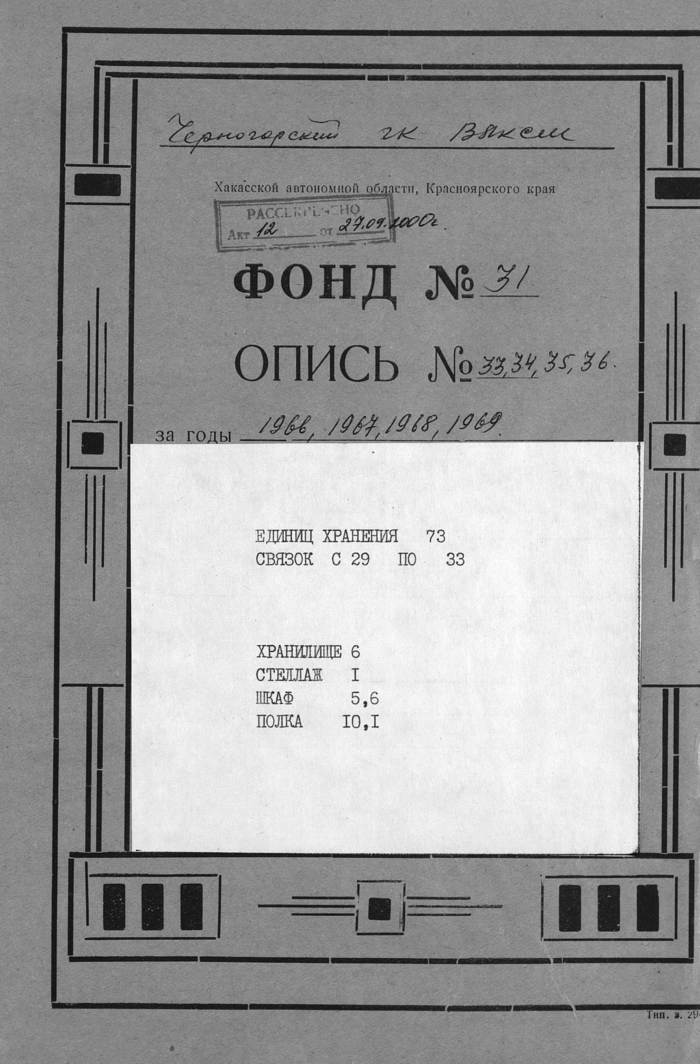 Черногорский гк ВЛКСМ
Хакасской автономной области, Красноярского края
РАССЕКРЕЧЕНО
Акт 12 от 27.09.2000г.
ФОНД № 31
ОПИСЬ № 33, 34, 35, 36.
за годы 1966, 1967, 1968, 1969.
ЕДИНИЦ ХРАНЕНИЯ 73
СВЯЗОК С 29 ПО 33
ХРАНИЛИЩЕ 6
СТЕЛЛАЖ I
ШКАФ 5,6
ПОЛКА IO,I
Тип. з. 29